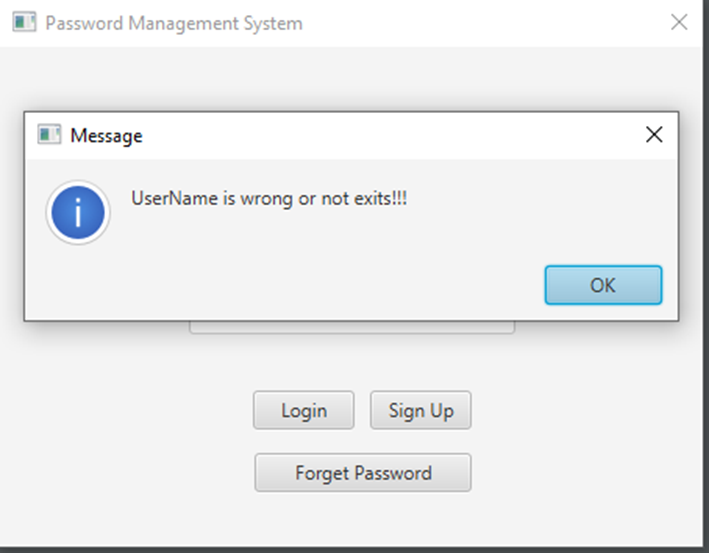 Password Management System
Message
UserName is wrong or not exits!!!
OK
Login
Sign Up
Forget Password